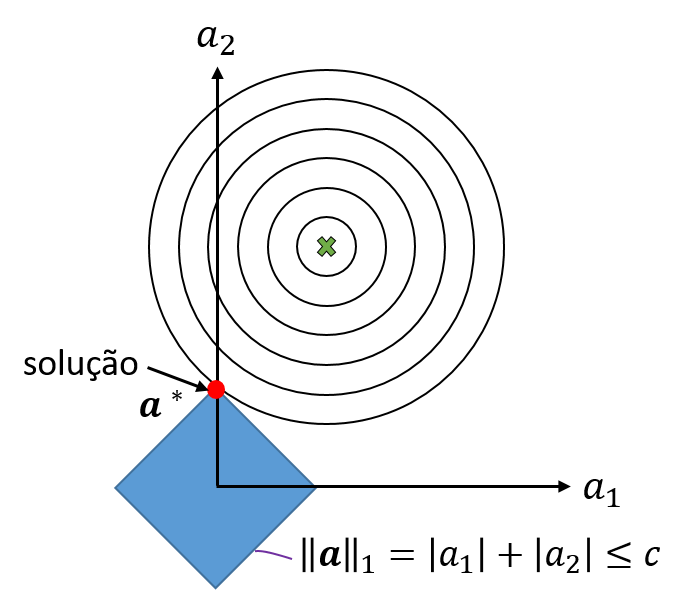 a₂
solução
𝒂 *
a₁
‖𝒂‖₁ = |a₁| + |a₂| ≤ c